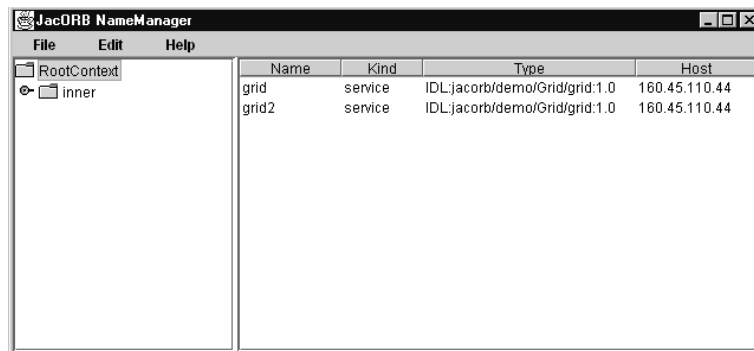 JacORB NameManager
File Edit Help
RootContext
inner
Name Kind Type Host
grid service IDL:jacorb/demo/Grid/grid:1.0 160.45.110.44
grid2 service IDL:jacorb/demo/Grid/grid:1.0 160.45.110.44